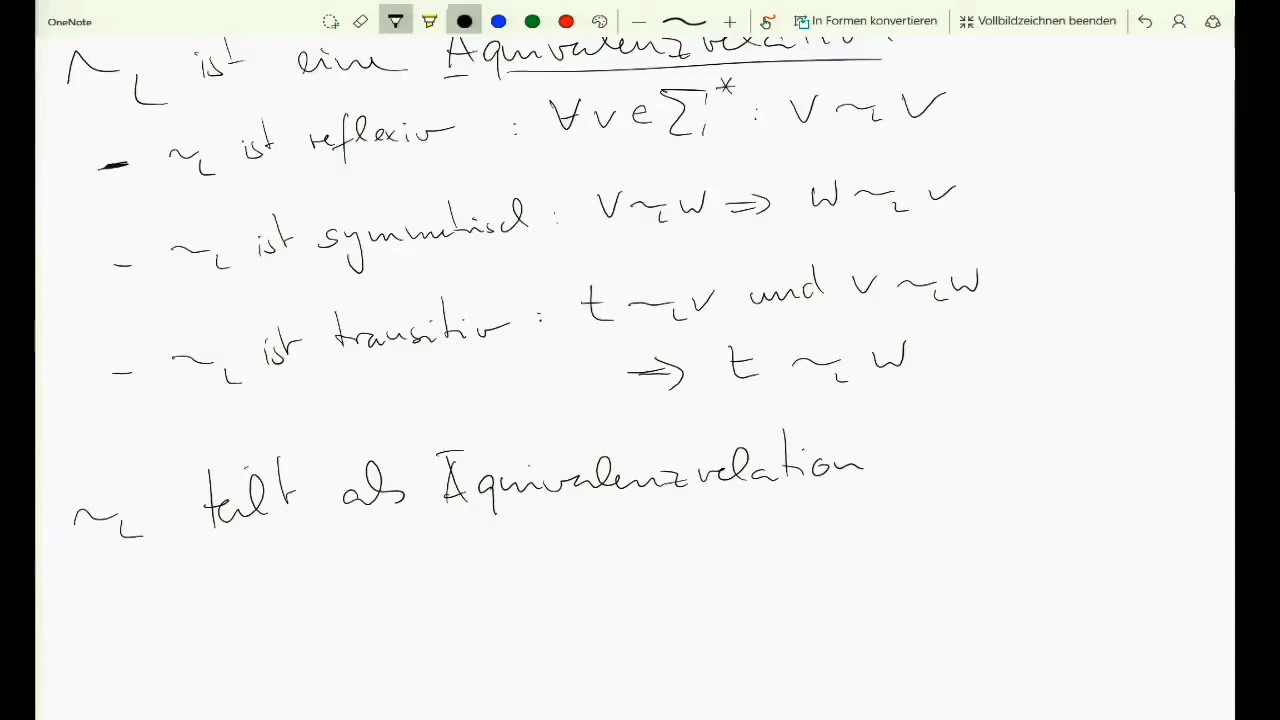 OneNote In Formen konvertieren Vollbildzeichnen beenden
~L ist eine Äquivalenzrelation.
- ~L ist reflexiv : ∀v∈Σ* : v ~L v
- ~L ist symmetrisch : v ~L w ⇒ w ~L v
- ~L ist transitiv : t ~L v und v ~L w
⇒ t ~L w
~L teilt als Äquivalenzrelation